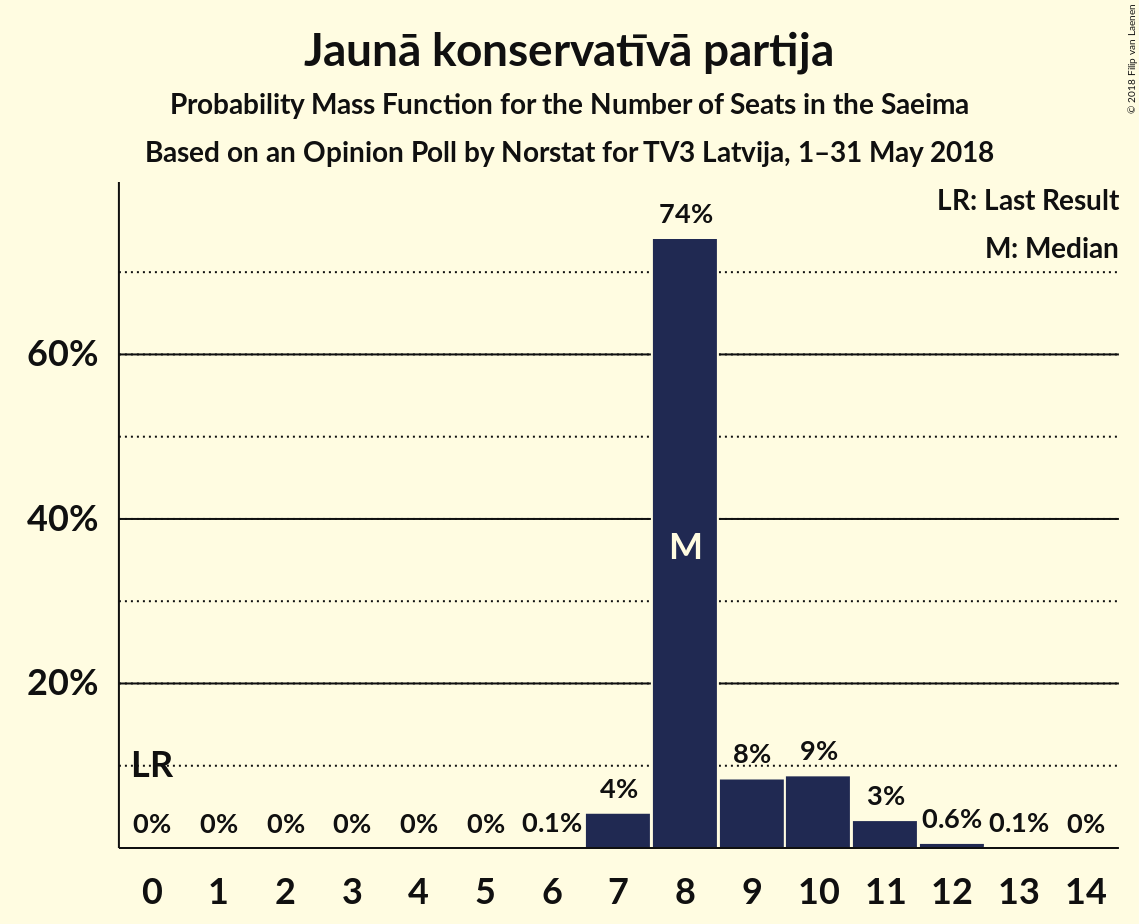 Jaunā konservatīvā partija
Probability Mass Function for the Number of Seats in the Saeima
Based on an Opinion Poll by Norstat for TV3 Latvija, 1–31 May 2018
© 2018 Filip van Laenen
LR: Last Result
M: Median
60%
40%
20%
LR
M
0% 0% 0% 0% 0% 0% 0.1% 4% 74% 8% 9% 3% 0.6% 0.1% 0%
0 1 2 3 4 5 6 7 8 9 10 11 12 13 14